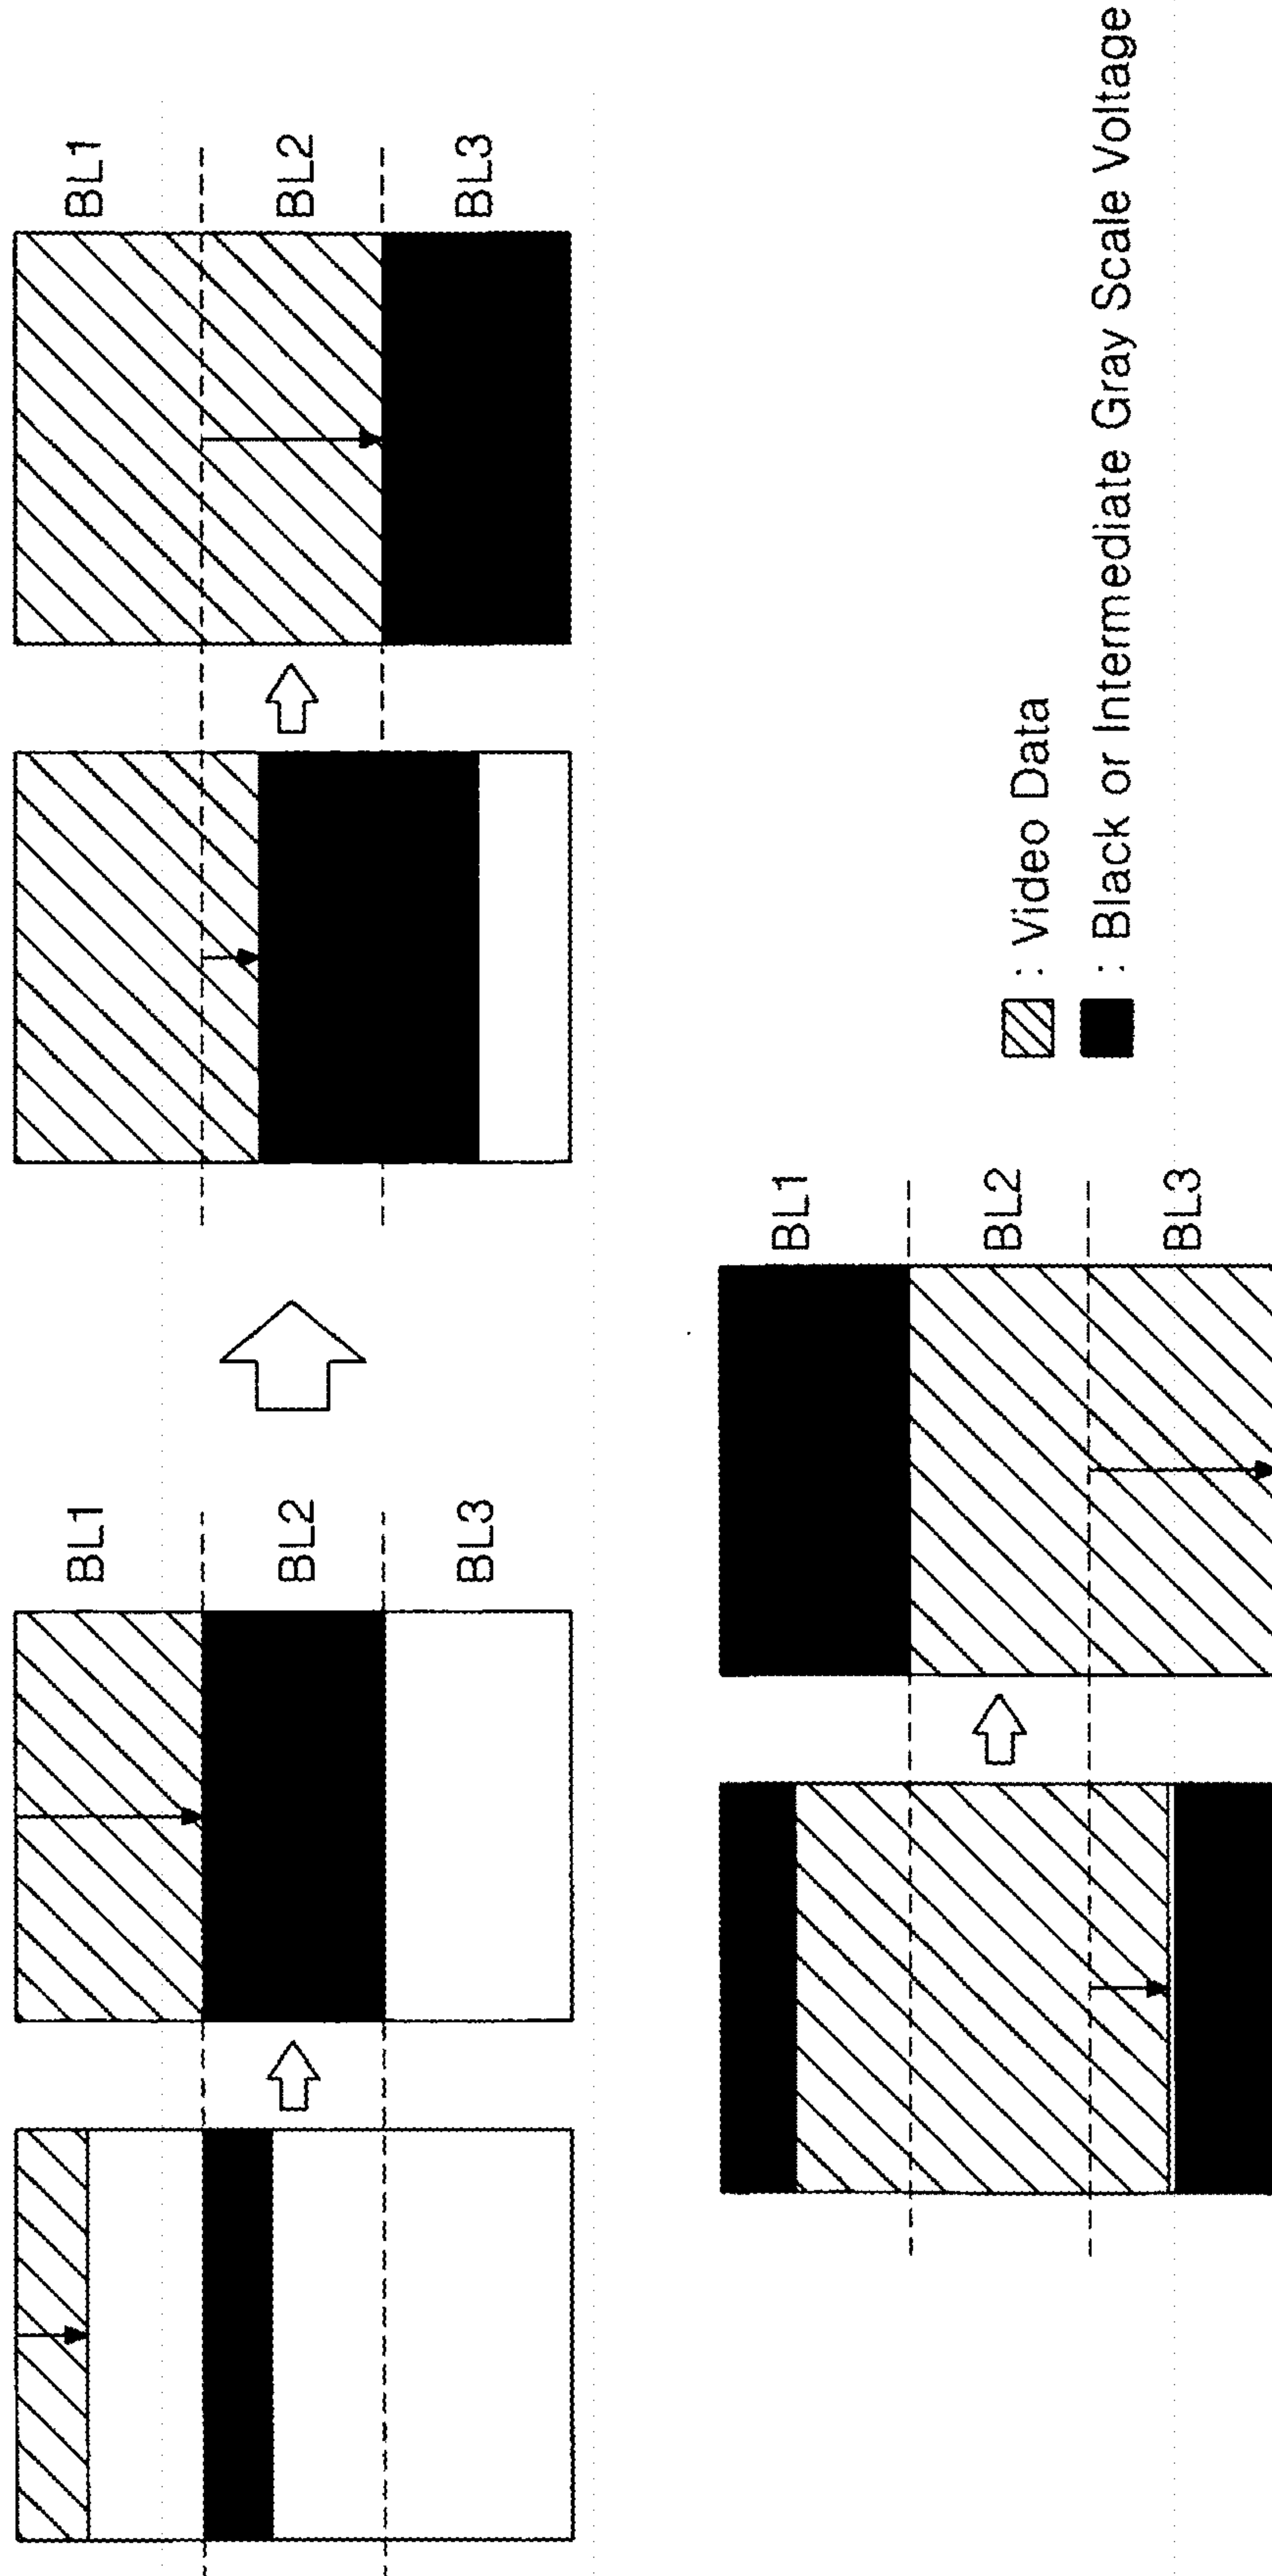 BL1
BL2
BL3
BL1
BL2
BL3
BL1
BL2
BL3
: Video Data
: Black or Intermediate Gray Scale Voltage